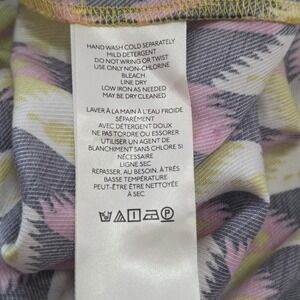 HAND WASH COLD SEPARATELY
MILD DETERGENT
DO NOT WRING OR TWIST
USE ONLY NON-CHLORINE
BLEACH
LINE DRY
LOW IRON AS NEEDED
MAY BE DRY CLEANED
LAVER À LA MAIN À L'EAU FROIDE
SÉPARÉMENT
AVEC DÉTERGENT DOUX
NE PAS TORDRE OU ESSORER
UTILISER UN AGENT DE
BLANCHIMENT SANS CHLORE SI
NÉCESSAIRE
LIGNE SEC
REPASSER, AU BESOIN, À TRÈS
BASSE TEMPÉRATURE
PEUT-ÊTRE ÊTRE NETTOYÉE
À SEC